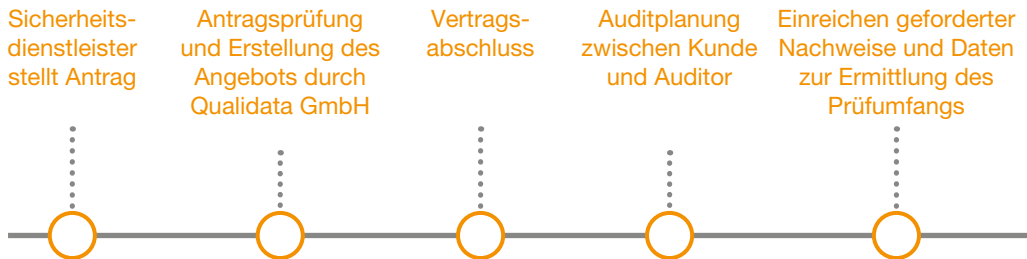 Sicherheits-
dienstleister
stellt Antrag
Antragsprüfung
und Erstellung des
Angebots durch
Qualidata GmbH
Vertrags-
abschluss
Auditplanung
zwischen Kunde
und Auditor
Einreichen geforderter
Nachweise und Daten
zur Ermittlung des
Prüfumfangs